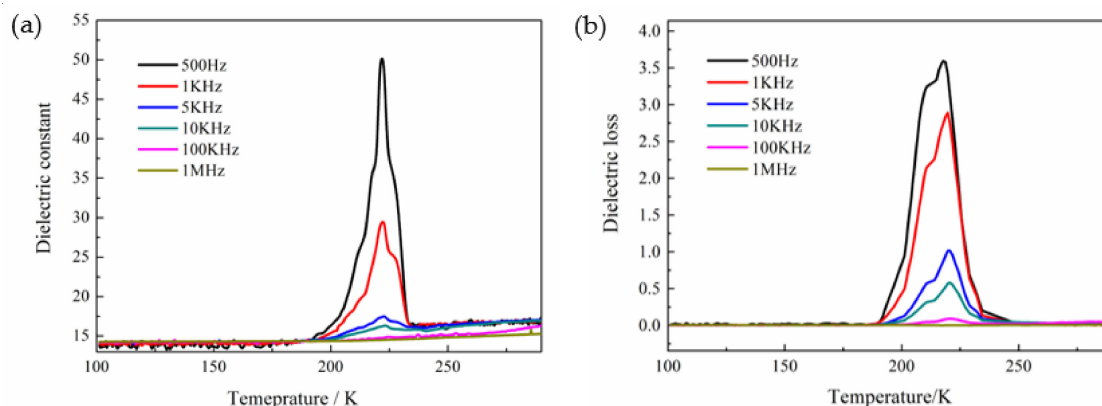 (a)
Dielectric constant
55
50
45
40
35
30
25
20
15
500Hz
1KHz
5KHz
10KHz
100KHz
1MHz
100 150 200 250
Temeprature / K
(b)
Dielectric loss
4.0
3.5
3.0
2.5
2.0
1.5
1.0
0.5
0.0
500Hz
1KHz
5KHz
10KHz
100KHz
1MHz
100 150 200 250
Temperature/K